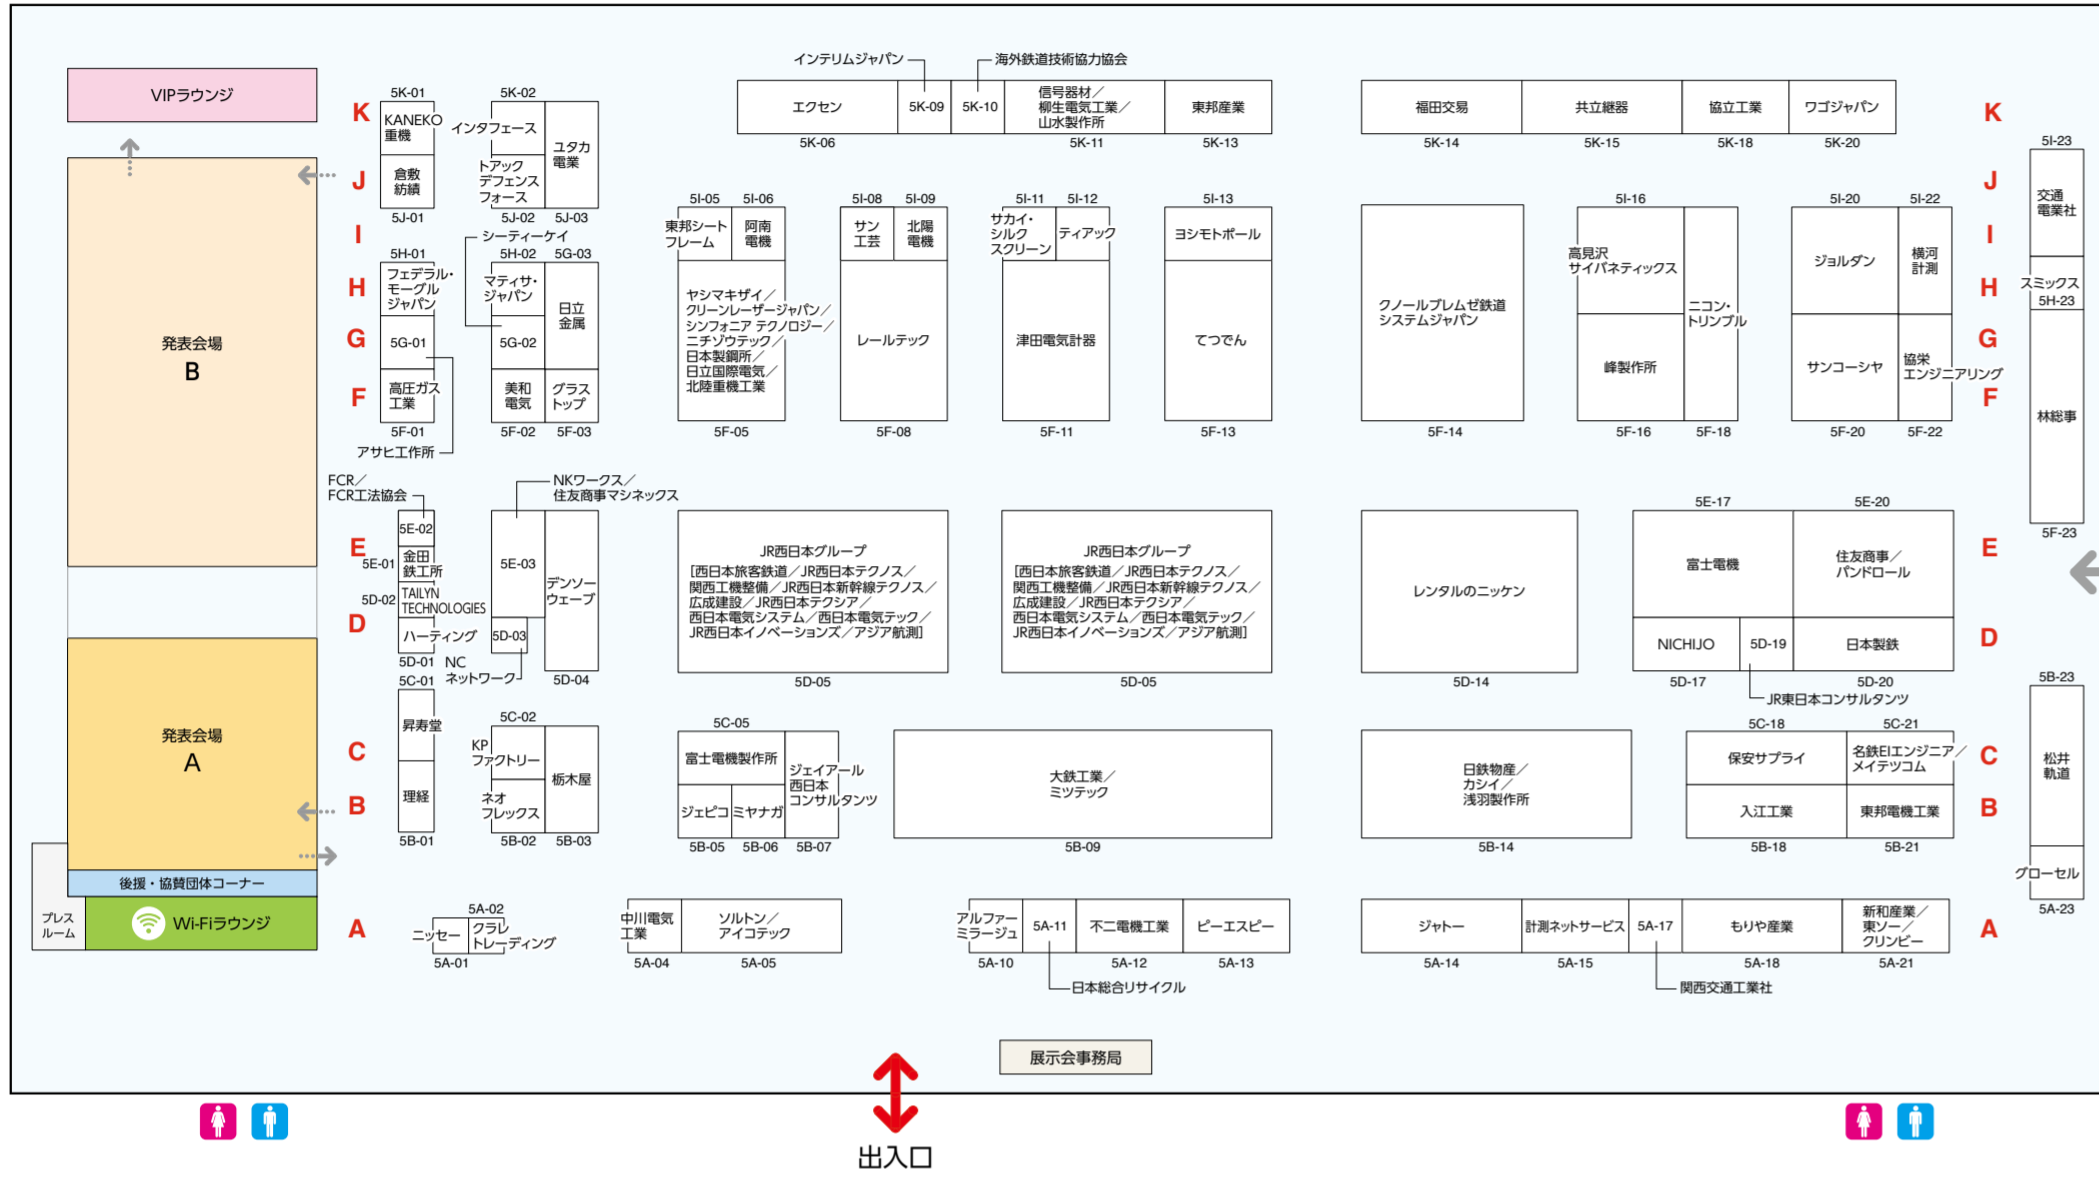 インテリムジャパン
海外鉄道技術協力協会
VIPラウンジ
K
5K-01
KANEKO
重機
5K-02
インタフェース
ユタカ
電業
エクセン
5K-06
5K-09
5K-10
信号器材／
柳生電気工業／
山水製作所
5K-11
東邦産業
5K-13
福田交易
5K-14
共立継器
5K-15
協立工業
5K-18
ワゴジャパン
5K-20
K
J
倉敷
紡績
5J-01
トアック
デフェンス
フォース
5J-02
5J-03
J
5I-23
交通
電業社
I
シーティーケイ
5I-05
東邦シート
フレーム
5I-06
阿南
電機
5I-08
サン
工芸
5I-09
北陽
電機
5I-11
サカイ・
シルク
スクリーン
5I-12
ティアック
5I-13
ヨシモトポール
5I-16
高見沢
サイバネティックス
5I-20
ジョルダン
5I-22
横河
計測
I
H
5H-01
フェデラル・
モーグル
ジャパン
5H-02
マティサ・
ジャパン
5G-03
日立
金属
H
スミックス
5H-23
発表会場
B
G
5G-01
5G-02
G
ヤシマキザイ／
クリーンレーザージャパン／
シンフォニア テクノロジー／
ニチゾウテック／
日本製鋼所／
日立国際電気／
北陸重機工業
5F-05
レールテック
5F-08
津田電気計器
5F-11
てつでん
5F-13
クノールブレムゼ鉄道
システムジャパン
5F-14
峰製作所
5F-16
ニコン・
トリンブル
5F-18
サンコーシヤ
5F-20
協栄
エンジニアリング
5F-22
F
高圧ガス
工業
5F-01
美和
電気
5F-02
グラス
トップ
5F-03
F
林総事
5F-23
アサヒ工作所
FCR／
FCR工法協会
NKワークス／
住友商事マシネックス
5E-02
E
5E-01
金田
鉄工所
5E-03
デンソー
ウェーブ
5D-04
5D-02
TAILYN
TECHNOLOGIES
D
ハーティング
5D-01
5D-03
NC
ネットワーク
JR西日本グループ
[西日本旅客鉄道／JR西日本テクノス／
関西工機整備／JR西日本新幹線テクノス／
広成建設／JR西日本テクシア／
西日本電気システム／西日本電気テック／
JR西日本イノベーションズ／アジア航測]
5D-05
JR西日本グループ
[西日本旅客鉄道／JR西日本テクノス／
関西工機整備／JR西日本新幹線テクノス／
広成建設／JR西日本テクシア／
西日本電気システム／西日本電気テック／
JR西日本イノベーションズ／アジア航測]
5D-05
レンタルのニッケン
5D-14
5E-17
富士電機
5E-20
住友商事／
パンドロール
E
NICHIJO
5D-17
5D-19
JR東日本コンサルタンツ
日本製鉄
5D-20
D
発表会場
A
C
5C-01
昇寿堂
5C-02
KP
ファクトリー
栃木屋
5B-03
5C-05
富士電機製作所
ジェイアール
西日本
コンサルタンツ
5B-07
大鉄工業／
ミツテック
5B-09
日鉄物産／
カシイ／
浅羽製作所
5B-14
5C-18
保安サプライ
5C-21
名鉄EIエンジニア／
メイテツコム
C
5B-23
松井
軌道
B
理経
5B-01
ネオ
フレックス
5B-02
ジェピコ
5B-05
ミヤナガ
5B-06
入江工業
5B-18
東邦電機工業
5B-21
B
後援・協賛団体コーナー
プレス
ルーム
Wi-Fiラウンジ
A
ニッセー
5A-01
5A-02
クラレ
トレーディング
中川電気
工業
5A-04
ソルトン／
アイコテック
5A-05
アルファー
ミラージュ
5A-10
5A-11
日本総合リサイクル
不二電機工業
5A-12
ピーエスピー
5A-13
ジャトー
5A-14
計測ネットサービス
5A-15
5A-17
関西交通工業社
もりや産業
5A-18
新和産業／
東ソー／
クリンビー
5A-21
A
グローセル
5A-23
展示会事務局
出入口